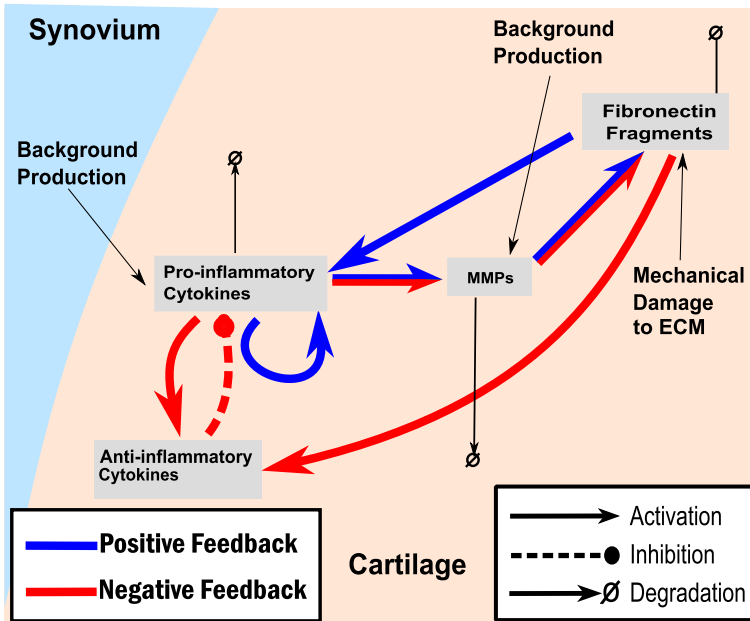 Synovium
Background
Production
Ø
Fibronectin
Fragments
Background
Production
Ø
Pro-inflammatory
Cytokines
MMPs
Mechanical
Damage
to ECM
Anti-inflammatory
Cytokines
Ø
Positive Feedback
Negative Feedback
Cartilage
Activation
Inhibition
Ø Degradation